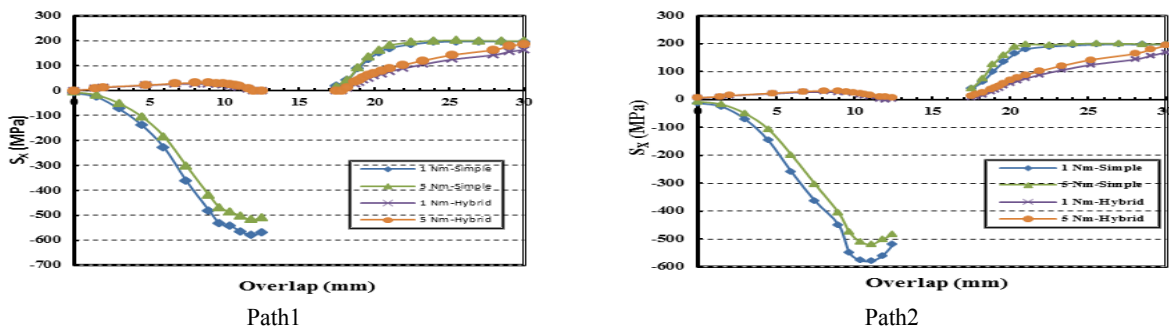 300
200
100
0
-100
-200
-300
-400
-500
-600
-700
0
5
10
15
20
25
30
Sx (MPa)
Overlap (mm)
1 Nm-Simple
5 Nm-Simple
1 Nm-Hybrid
5 Nm-Hybrid
Path1
300
200
100
0
-100
-200
-300
-400
-500
-600
0
5
10
15
20
25
30
SX (MPa)
Overlap (mm)
1 Nm-Simple
5 Nm-Simple
1 Nm-Hybrid
5 Nm-Hybrid
Path2